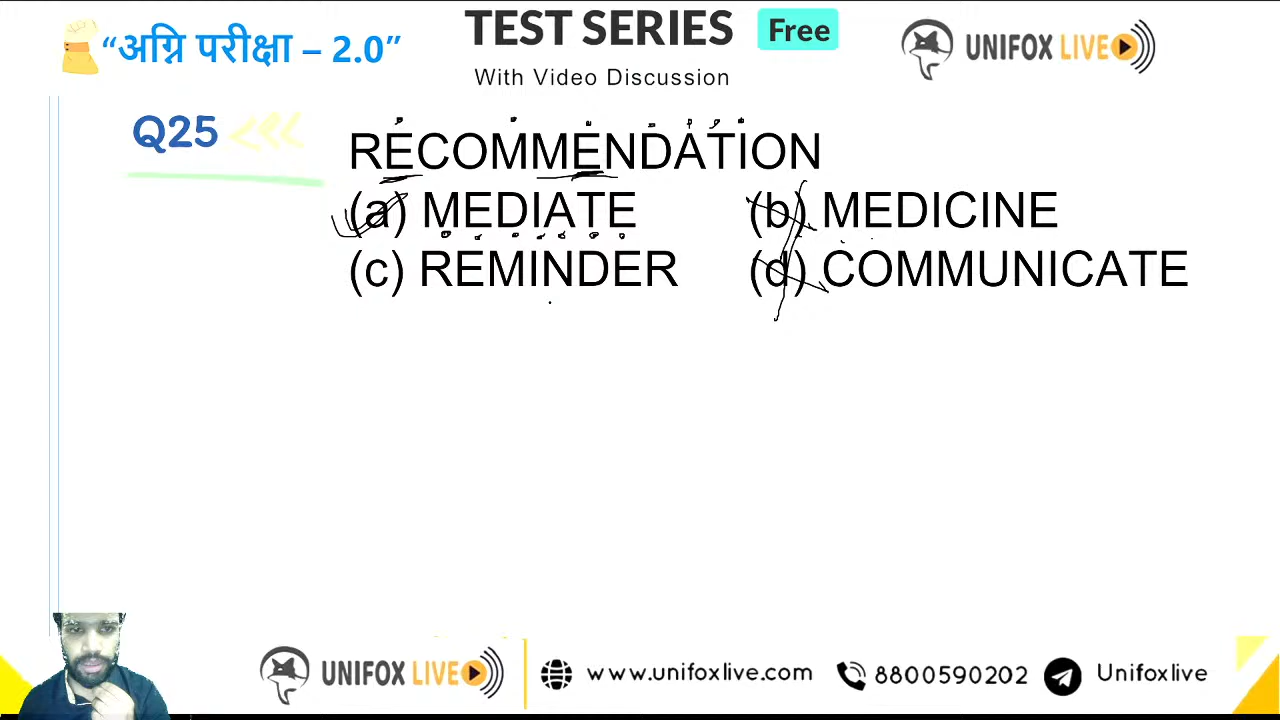 “अग्नि परीक्षा – 2.0”
TEST SERIES Free
With Video Discussion
UNIFOX LIVE
Q25
RECOMMENDATION
(a) MEDIATE (b) MEDICINE
(c) REMINDER (d) COMMUNICATE
UNIFOX LIVE
www.unifoxlive.com
8800590202
Unifoxlive